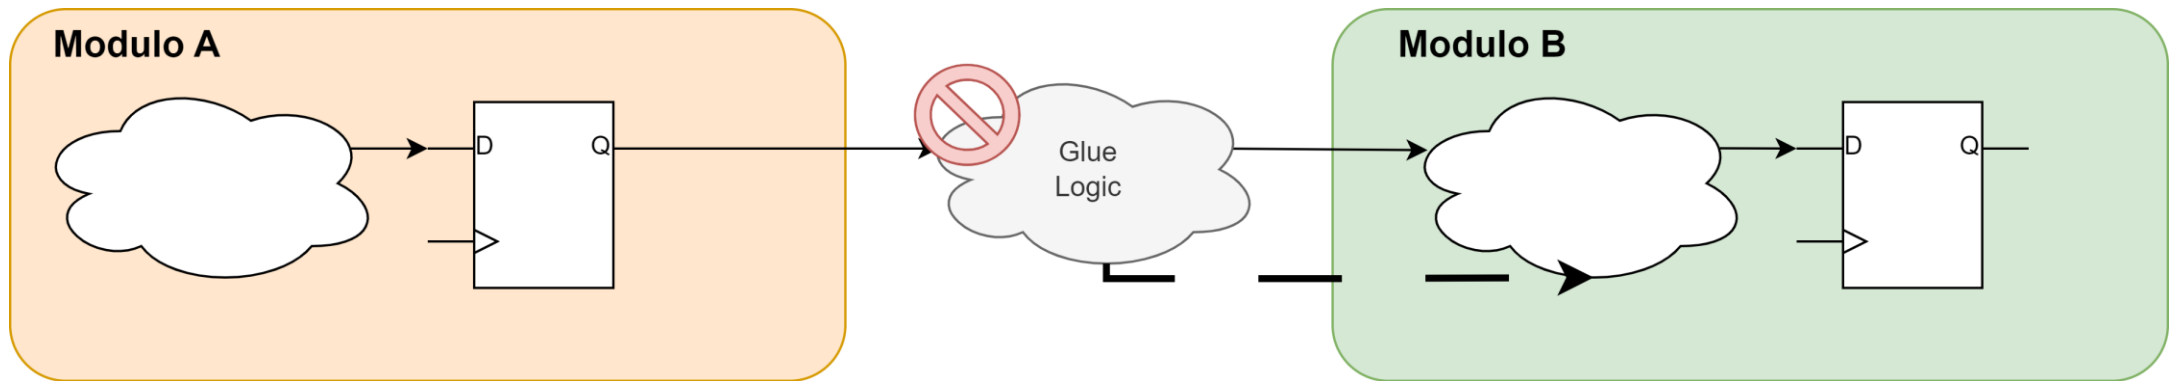 Modulo A
Modulo B
D
Q
Glue
Logic
D
Q